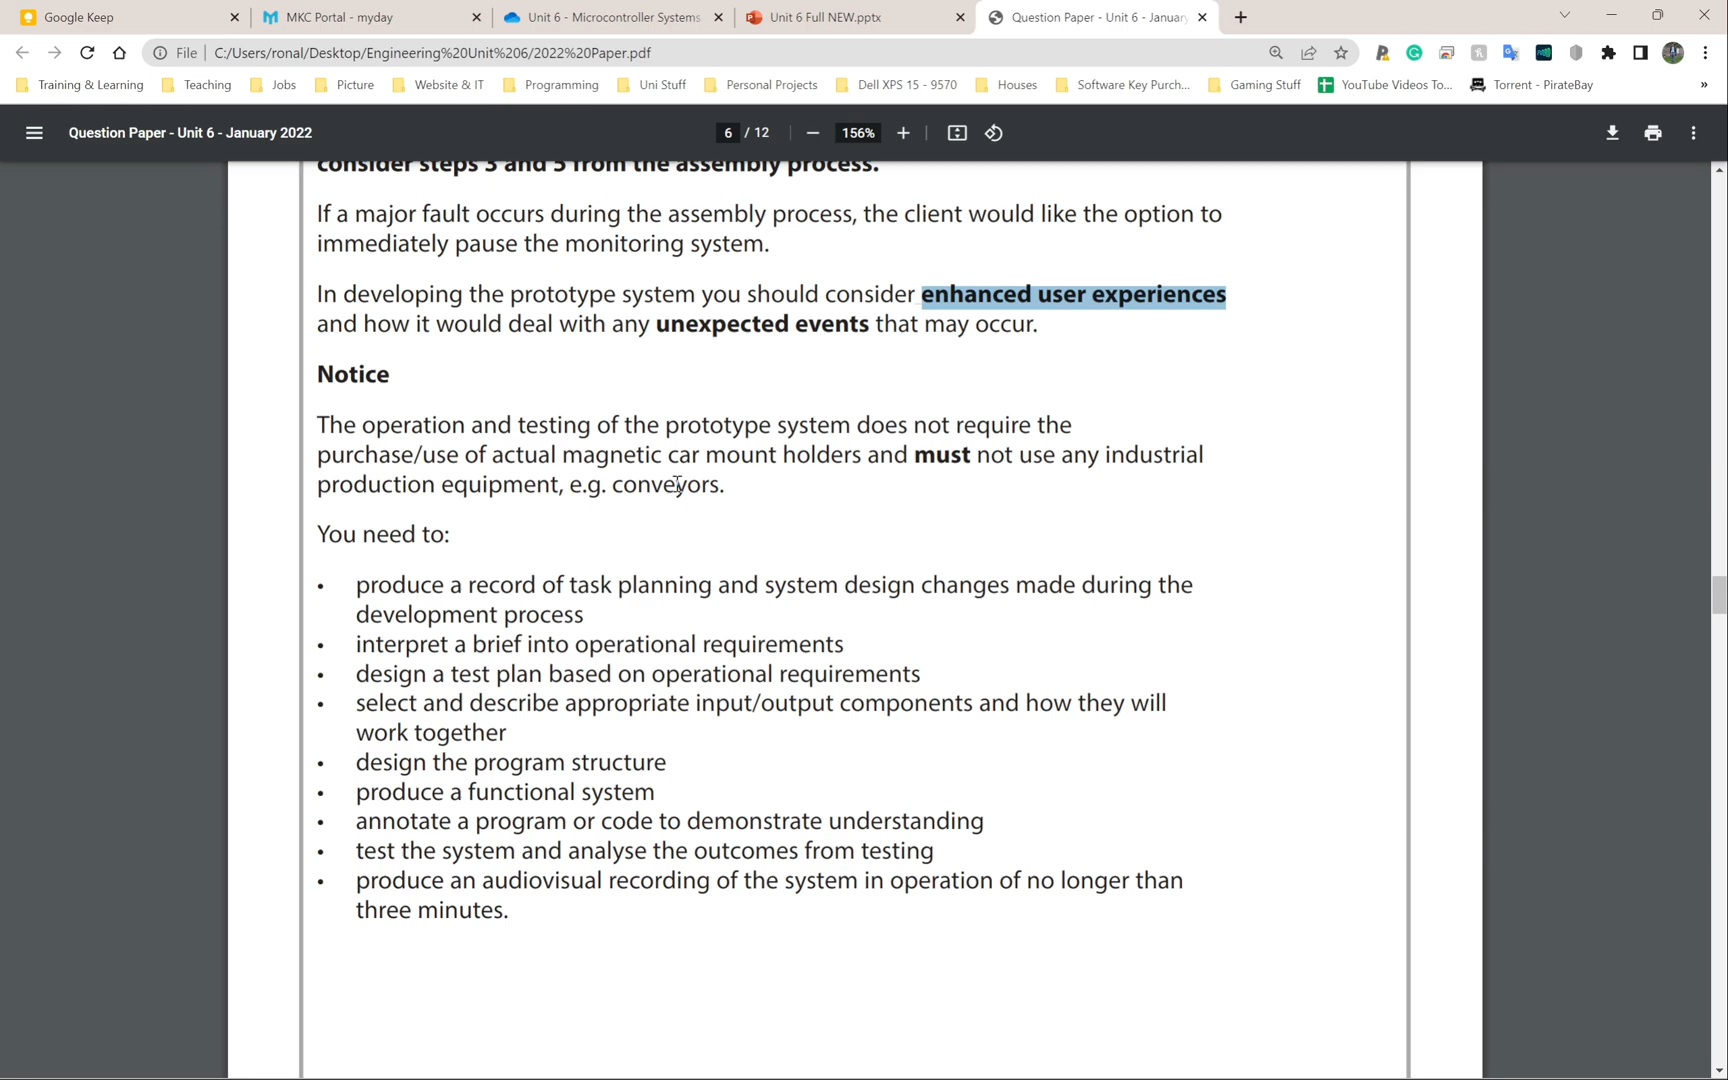 Google Keep
MKC Portal - myday
Unit 6 - Microcontroller Systems
Unit 6 Full NEW.pptx
Question Paper - Unit 6 - January
File
C:/Users/ronal/Desktop/Engineering%20Unit%206/2022%20Paper.pdf
Training & Learning
Teaching
Jobs
Picture
Website & IT
Programming
Uni Stuff
Personal Projects
Dell XPS 15 - 9570
Houses
Software Key Purch...
Gaming Stuff
YouTube Videos To...
Torrent - PirateBay
»
Question Paper - Unit 6 - January 2022
6 / 12
156%
consider steps 3 and 5 from the assembly process.
If a major fault occurs during the assembly process, the client would like the option to
immediately pause the monitoring system.
In developing the prototype system you should consider enhanced user experiences
and how it would deal with any unexpected events that may occur.
Notice
The operation and testing of the prototype system does not require the
purchase/use of actual magnetic car mount holders and must not use any industrial
production equipment, e.g. conveyors.
You need to:
• produce a record of task planning and system design changes made during the
development process
• interpret a brief into operational requirements
• design a test plan based on operational requirements
• select and describe appropriate input/output components and how they will
work together
• design the program structure
• produce a functional system
• annotate a program or code to demonstrate understanding
• test the system and analyse the outcomes from testing
• produce an audiovisual recording of the system in operation of no longer than
three minutes.